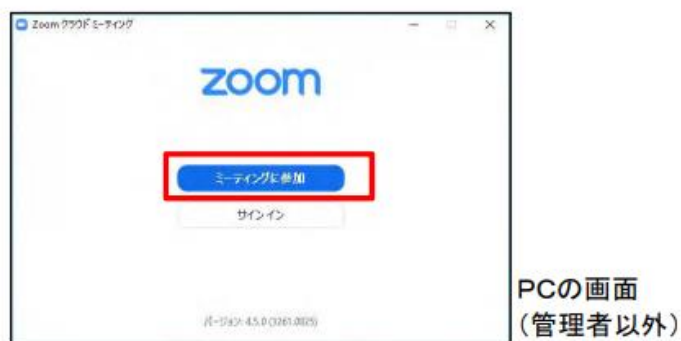 Zoom クラウド ミーティング
zoom
ミーティングに参加
サインイン
バージョン: 4.5.0 (3261.0825)
PCの画面
（管理者以外）